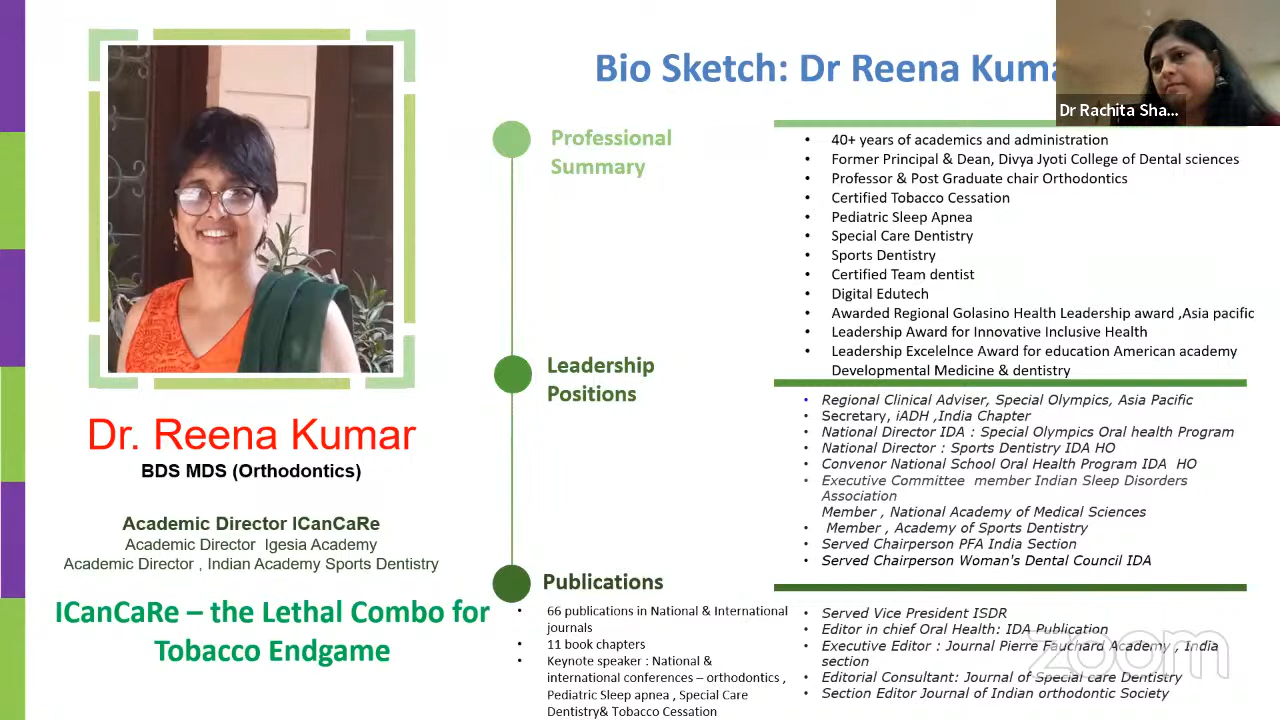 Bio Sketch: Dr Reena Kuma
Dr Rachita Sha...
Dr. Reena Kumar
BDS MDS (Orthodontics)
Academic Director ICanCaRe
Academic Director Igesia Academy
Academic Director , Indian Academy Sports Dentistry
ICanCaRe – the Lethal Combo for
Tobacco Endgame
Professional
Summary
• 40+ years of academics and administration
• Former Principal & Dean, Divya Jyoti College of Dental sciences
• Professor & Post Graduate chair Orthodontics
• Certified Tobacco Cessation
• Pediatric Sleep Apnea
• Special Care Dentistry
• Sports Dentistry
• Certified Team dentist
• Digital Edutech
• Awarded Regional Golasino Health Leadership award ,Asia pacific
• Leadership Award for Innovative Inclusive Health
• Leadership Excelelnce Award for education American academy
Developmental Medicine & dentistry
Leadership
Positions
• Regional Clinical Adviser, Special Olympics, Asia Pacific
• Secretary, iADH ,India Chapter
• National Director IDA : Special Olympics Oral health Program
• National Director : Sports Dentistry IDA HO
• Convenor National School Oral Health Program IDA HO
• Executive Committee member Indian Sleep Disorders
Association
Member , National Academy of Medical Sciences
• Member , Academy of Sports Dentistry
• Served Chairperson PFA India Section
• Served Chairperson Woman's Dental Council IDA
Publications
• 66 publications in National & International
journals
• 11 book chapters
• Keynote speaker : National &
international conferences – orthodontics ,
Pediatric Sleep apnea , Special Care
Dentistry& Tobacco Cessation
• Served Vice President ISDR
• Editor in chief Oral Health: IDA Publication
• Executive Editor : Journal Pierre Fauchard Academy , India
section
• Editorial Consultant: Journal of Special care Dentistry
• Section Editor Journal of Indian orthodontic Society
zoom